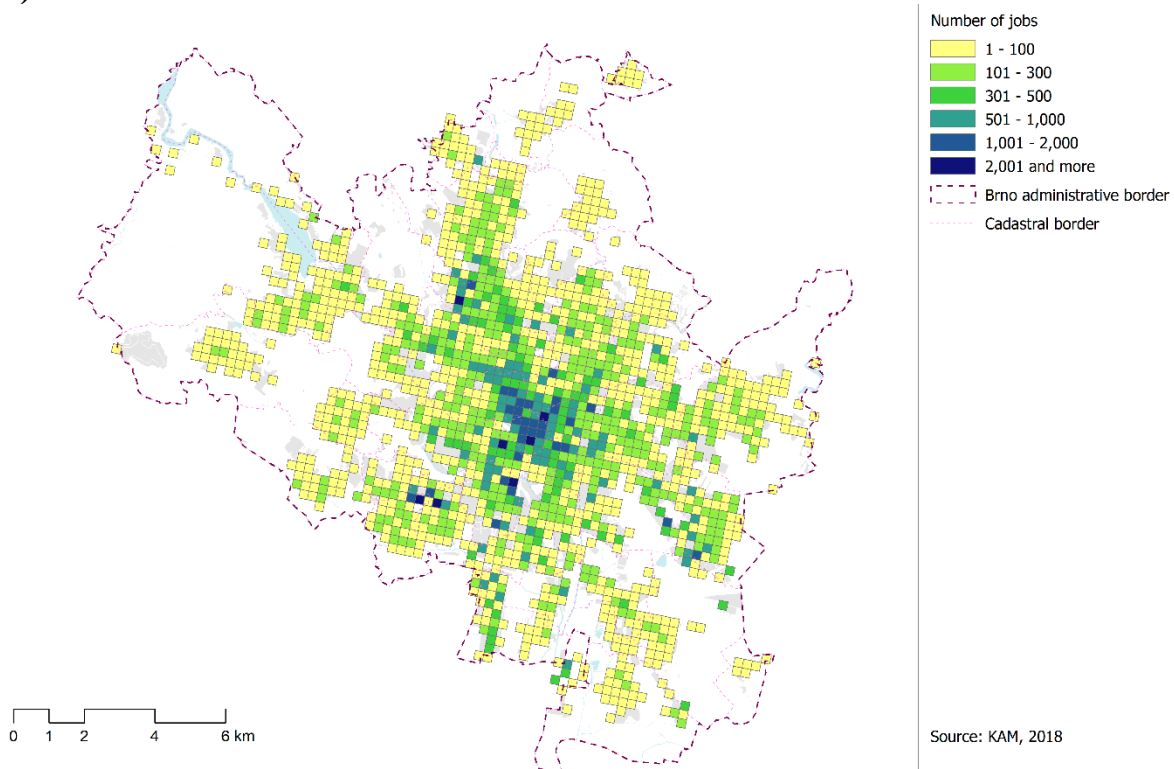 )
Number of jobs
1 - 100
101 - 300
301 - 500
501 - 1,000
1,001 - 2,000
2,001 and more
Brno administrative border
Cadastral border
0 1 2 4 6 km
Source: KAM, 2018